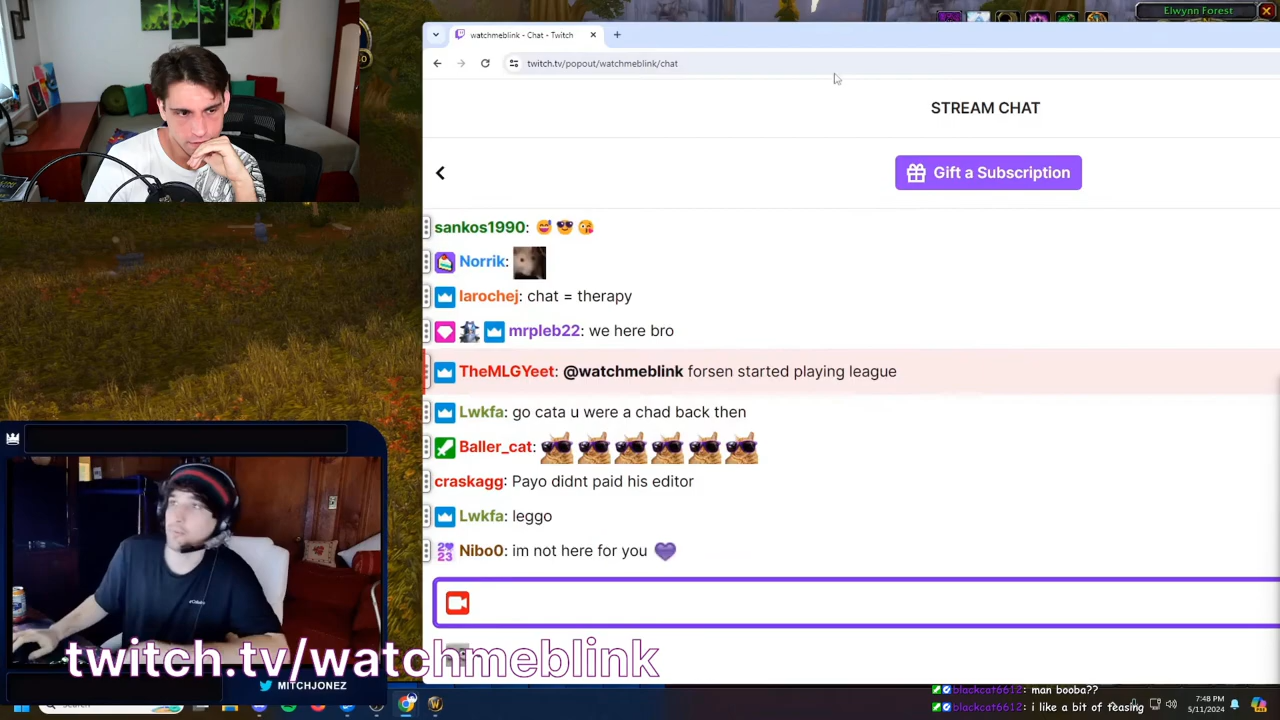 Elwynn Forest
watchmeblink - Chat - Twitch
twitch.tv/popout/watchmeblink/chat
STREAM CHAT
Gift a Subscription
sankos1990: 😅 😎 😘
Norrik:
larochej: chat = therapy
mrpleb22: we here bro
TheMLGYeet: @watchmeblink forsen started playing league
Lwkfa: go cata u were a chad back then
Baller_cat:
craskagg: Payo didnt paid his editor
Lwkfa: leggo
Nibo0: im not here for you 💜
twitch.tv/watchmeblink
MITCHJONEZ
Search
blackcat6612: man booba??
blackcat6612: i like a bit of teasing
7:48 PM
5/11/2024